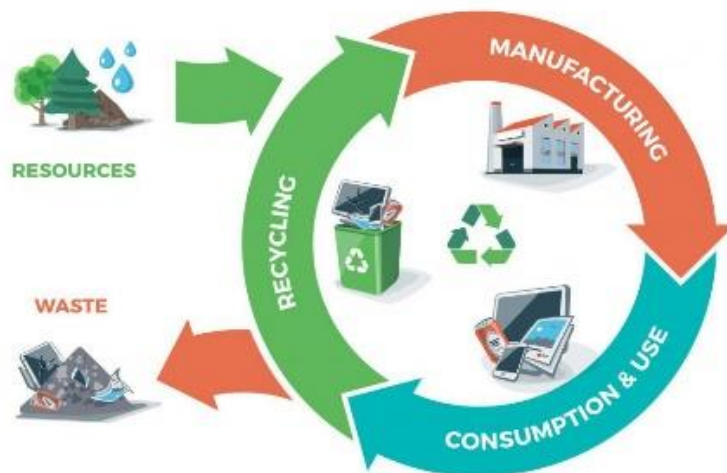 RESOURCES
MANUFACTURING
RECYCLING
WASTE
CONSUMPTION & USE